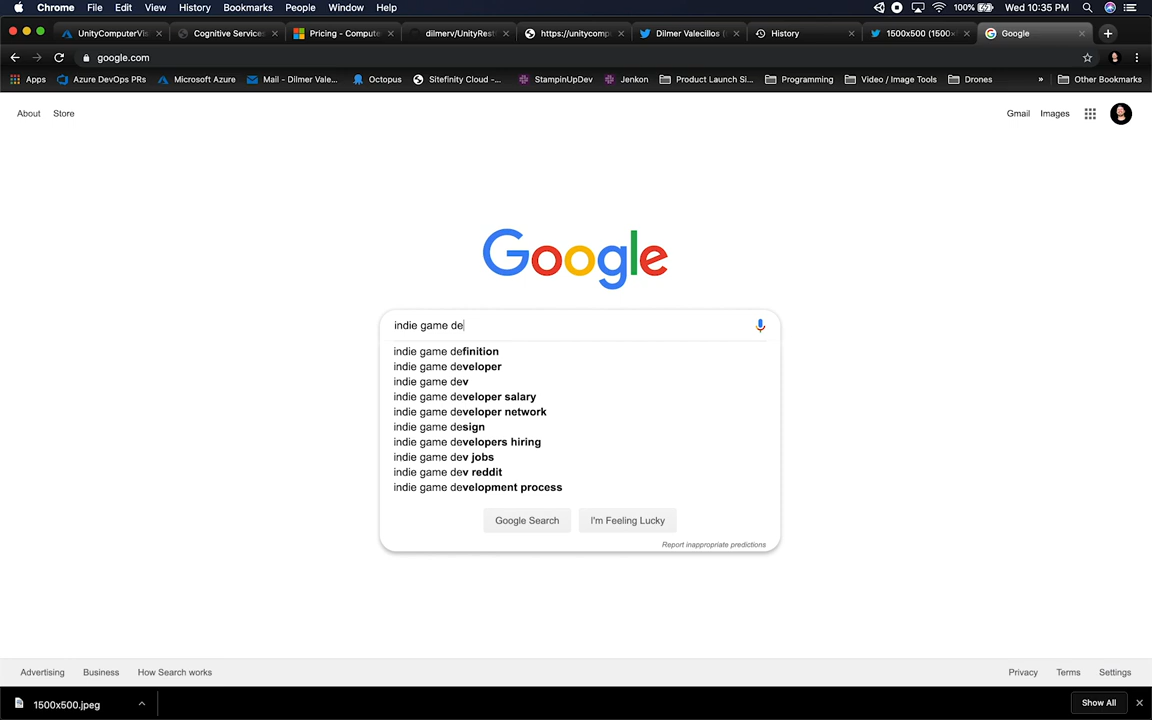 Chrome File Edit View History Bookmarks People Window Help 100% Wed 10:35 PM
UnityComputerVis Cognitive Services Pricing - Compute dilmerv/UnityRest https://unitycomp Dilmer Valecillos ( History 1500x500 (1500× Google
google.com
Apps Azure DevOps PRs Microsoft Azure Mail - Dilmer Vale... Octopus Sitefinity Cloud -... StampinUpDev Jenkon Product Launch Si... Programming Video / Image Tools Drones » Other Bookmarks
About Store Gmail Images
Google
indie game de
indie game definition
indie game developer
indie game dev
indie game developer salary
indie game developer network
indie game design
indie game developers hiring
indie game dev jobs
indie game dev reddit
indie game development process
Google Search I'm Feeling Lucky
Report inappropriate predictions
Advertising Business How Search works Privacy Terms Settings
1500x500.jpeg Show All